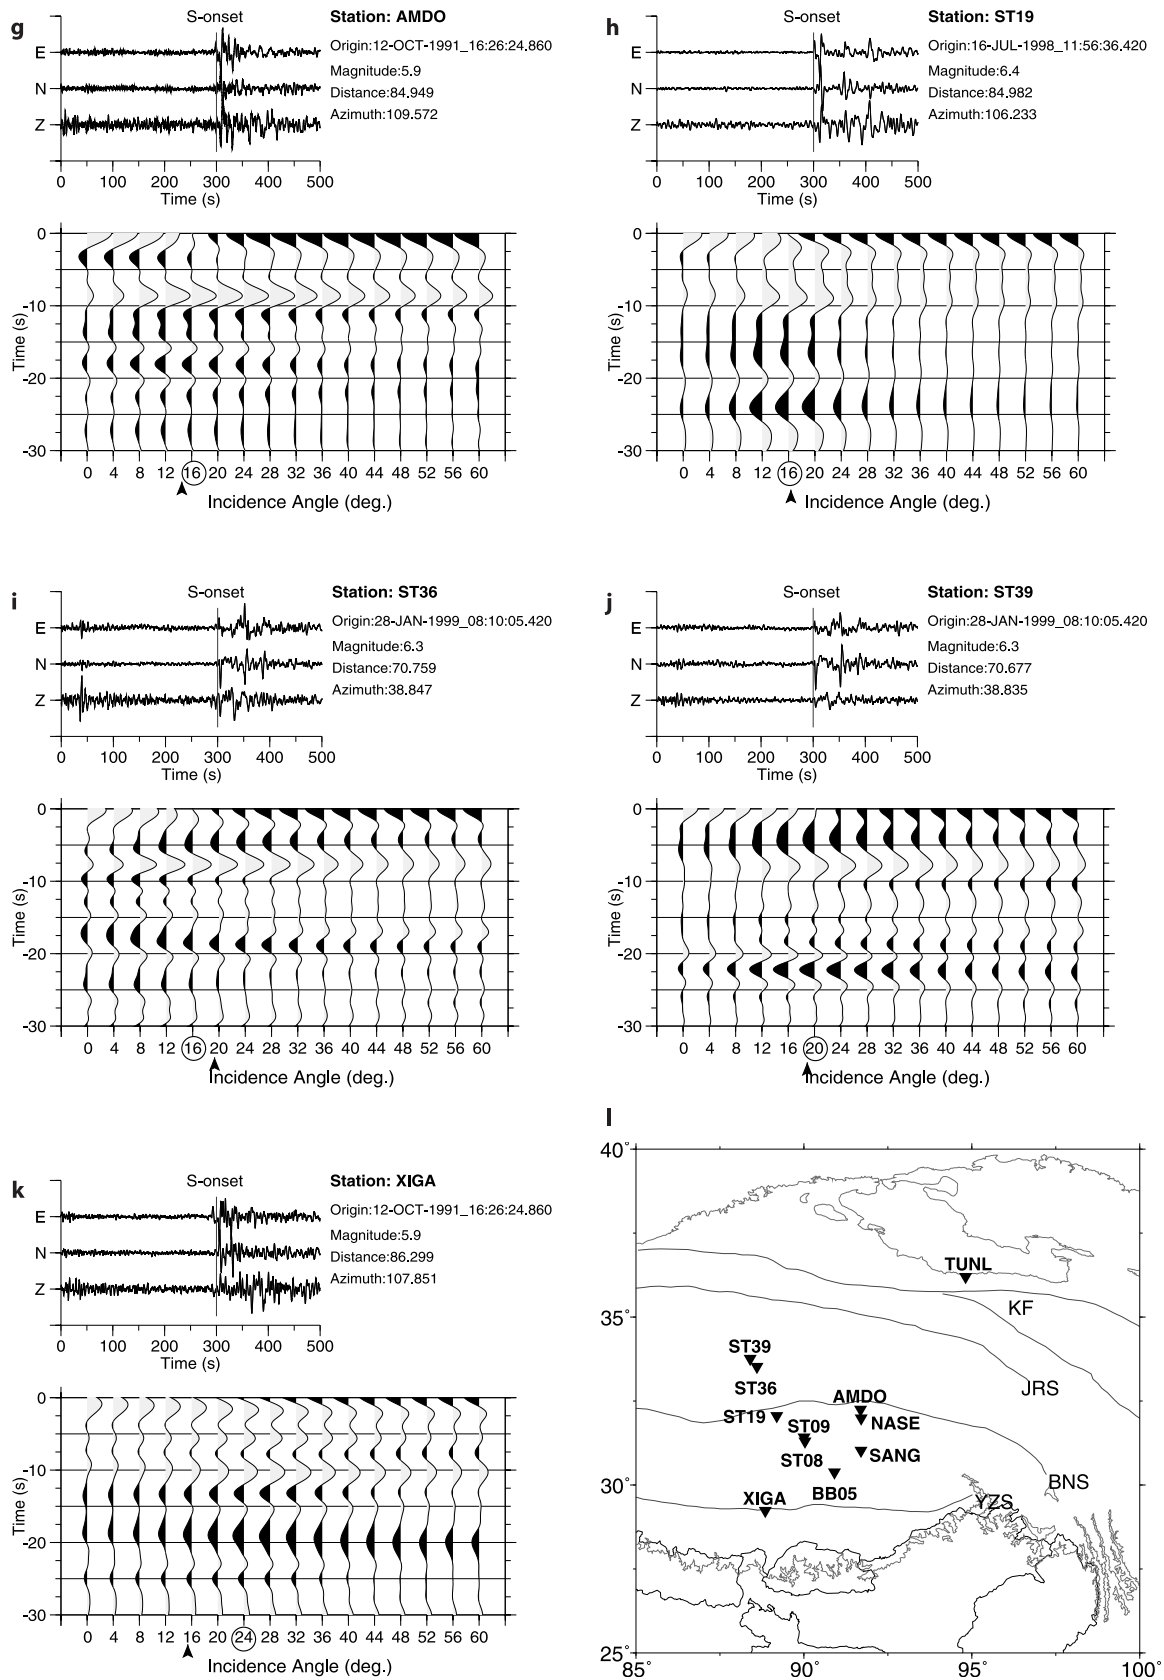 g
S-onset
Station: AMDO
E
Origin:12-OCT-1991_16:26:24.860
Magnitude:5.9
N
Distance:84.949
Azimuth:109.572
Z
0 100 200 300 400 500
Time (s)
0
-10
-20
-30
Time (s)
0 4 8 12 16 20 24 28 32 36 40 44 48 52 56 60
Incidence Angle (deg.)
h
S-onset
Station: ST19
E
Origin:16-JUL-1998_11:56:36.420
Magnitude:6.4
N
Distance:84.982
Azimuth:106.233
Z
0 100 200 300 400 500
Time (s)
0
-10
-20
-30
Time (s)
0 4 8 12 16 20 24 28 32 36 40 44 48 52 56 60
Incidence Angle (deg.)
i
S-onset
Station: ST36
E
Origin:28-JAN-1999_08:10:05.420
Magnitude:6.3
N
Distance:70.759
Azimuth:38.847
Z
0 100 200 300 400 500
Time (s)
0
-10
-20
-30
Time (s)
0 4 8 12 16 20 24 28 32 36 40 44 48 52 56 60
Incidence Angle (deg.)
j
S-onset
Station: ST39
E
Origin:28-JAN-1999_08:10:05.420
Magnitude:6.3
N
Distance:70.677
Azimuth:38.835
Z
0 100 200 300 400 500
Time (s)
0
-10
-20
-30
Time (s)
0 4 8 12 16 20 24 28 32 36 40 44 48 52 56 60
Incidence Angle (deg.)
k
S-onset
Station: XIGA
E
Origin:12-OCT-1991_16:26:24.860
Magnitude:5.9
N
Distance:86.299
Azimuth:107.851
Z
0 100 200 300 400 500
Time (s)
0
-10
-20
-30
Time (s)
0 4 8 12 16 20 24 28 32 36 40 44 48 52 56 60
Incidence Angle (deg.)
l
40°
TUNL
KF
35°
ST39
ST36
JRS
AMDO
ST19
ST09
NASE
ST08
SANG
BNS
XIGA
BB05
YZS
30°
25°
85° 90° 95° 100°